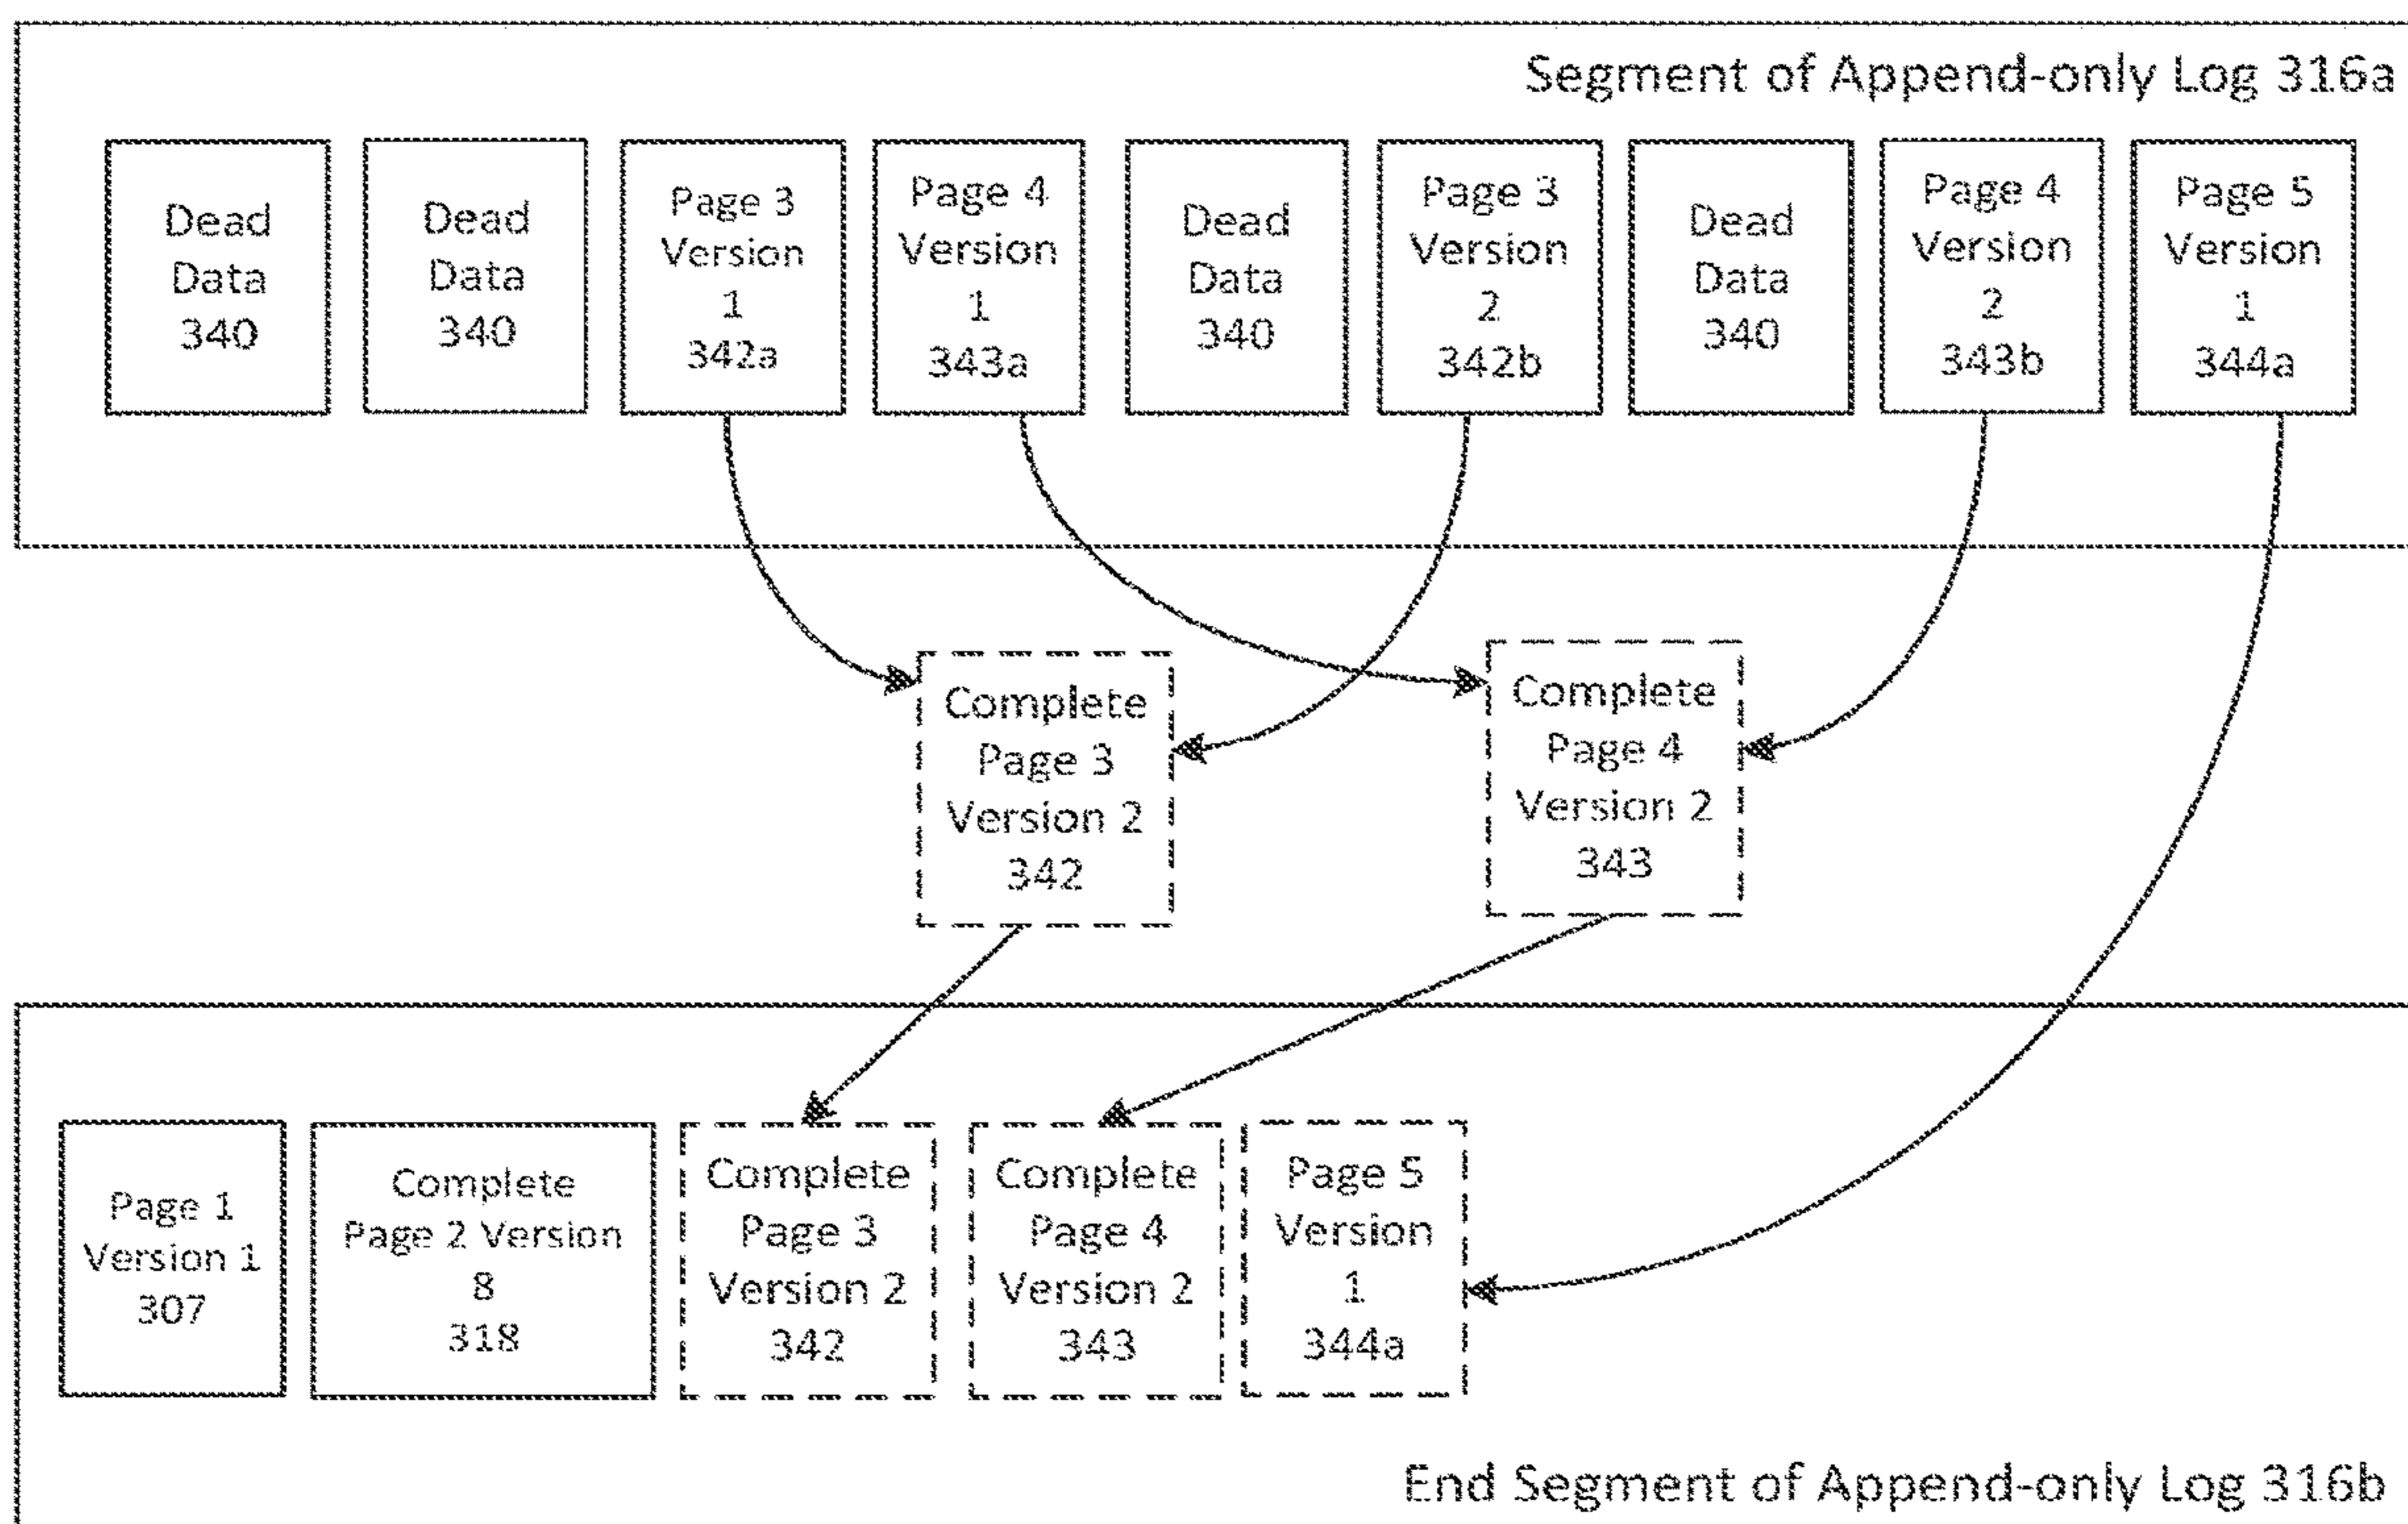 Segment of Append-only Log 316a
Dead
Data
340
Dead
Data
340
Page 3
Version
1
342a
Page 4
Version
1
343a
Dead
Data
340
Page 3
Version
2
342b
Dead
Data
340
Page 4
Version
2
343b
Page 5
Version
1
344a
Complete
Page 3
Version 2
342
Complete
Page 4
Version 2
343
Page 1
Version 1
307
Complete
Page 2 Version
8
318
Complete
Page 3
Version 2
342
Complete
Page 4
Version 2
343
Page 5
Version
1
344a
End Segment of Append-only Log 316b